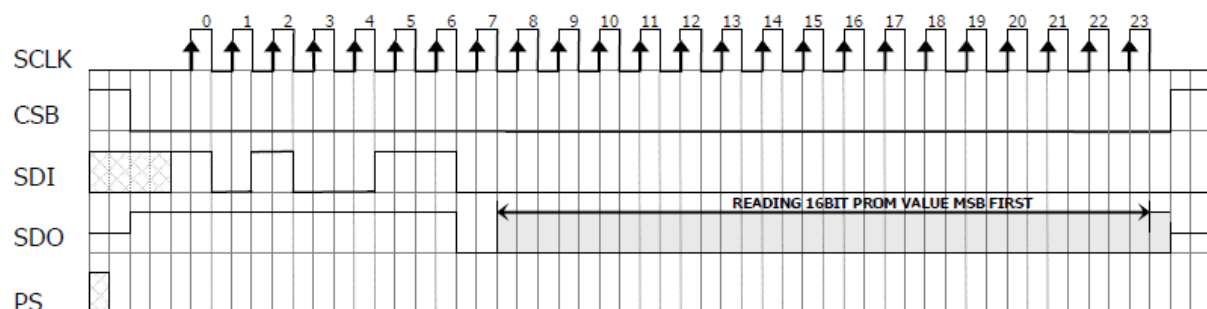 0 1 2 3 4 5 6 7 8 9 10 11 12 13 14 15 16 17 18 19 20 21 22 23
SCLK
CSB
SDI
READING 16BIT PROM VALUE MSB FIRST
SDO
PS